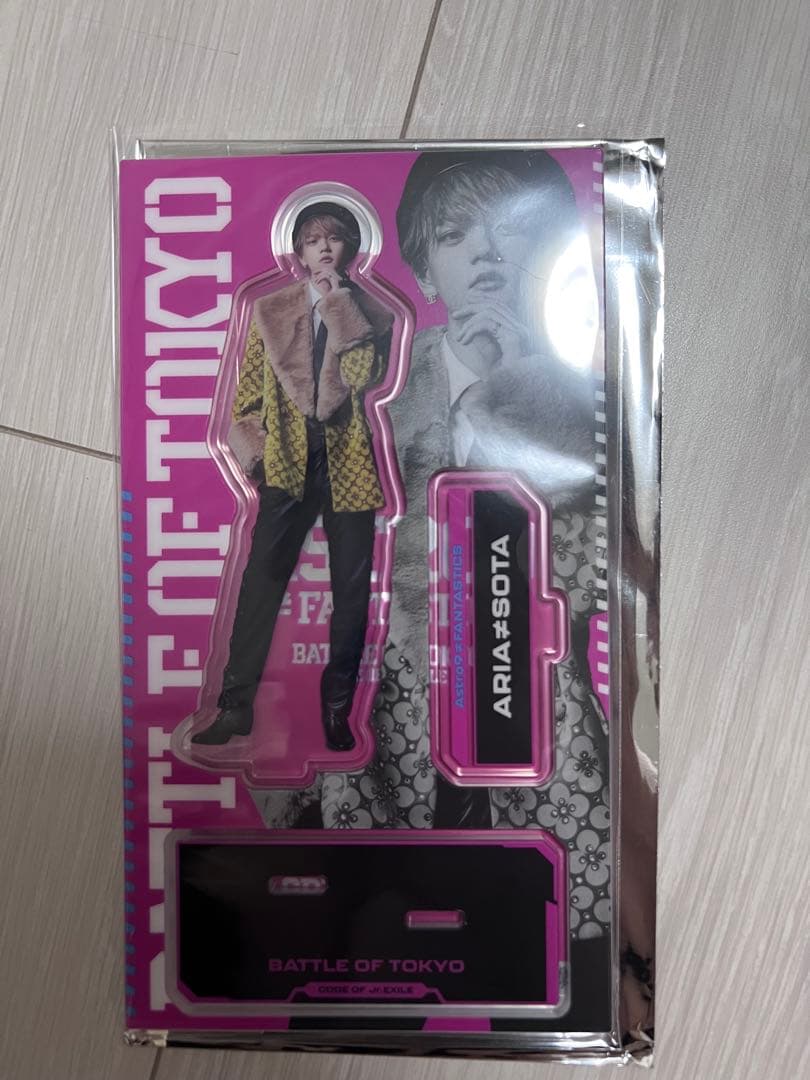 BATTLE OF TOKYO
Astro9≠FANTASTICS
ARIA≠SOTA
BATTLE OF TOKYO
CODE OF Jr.EXILE